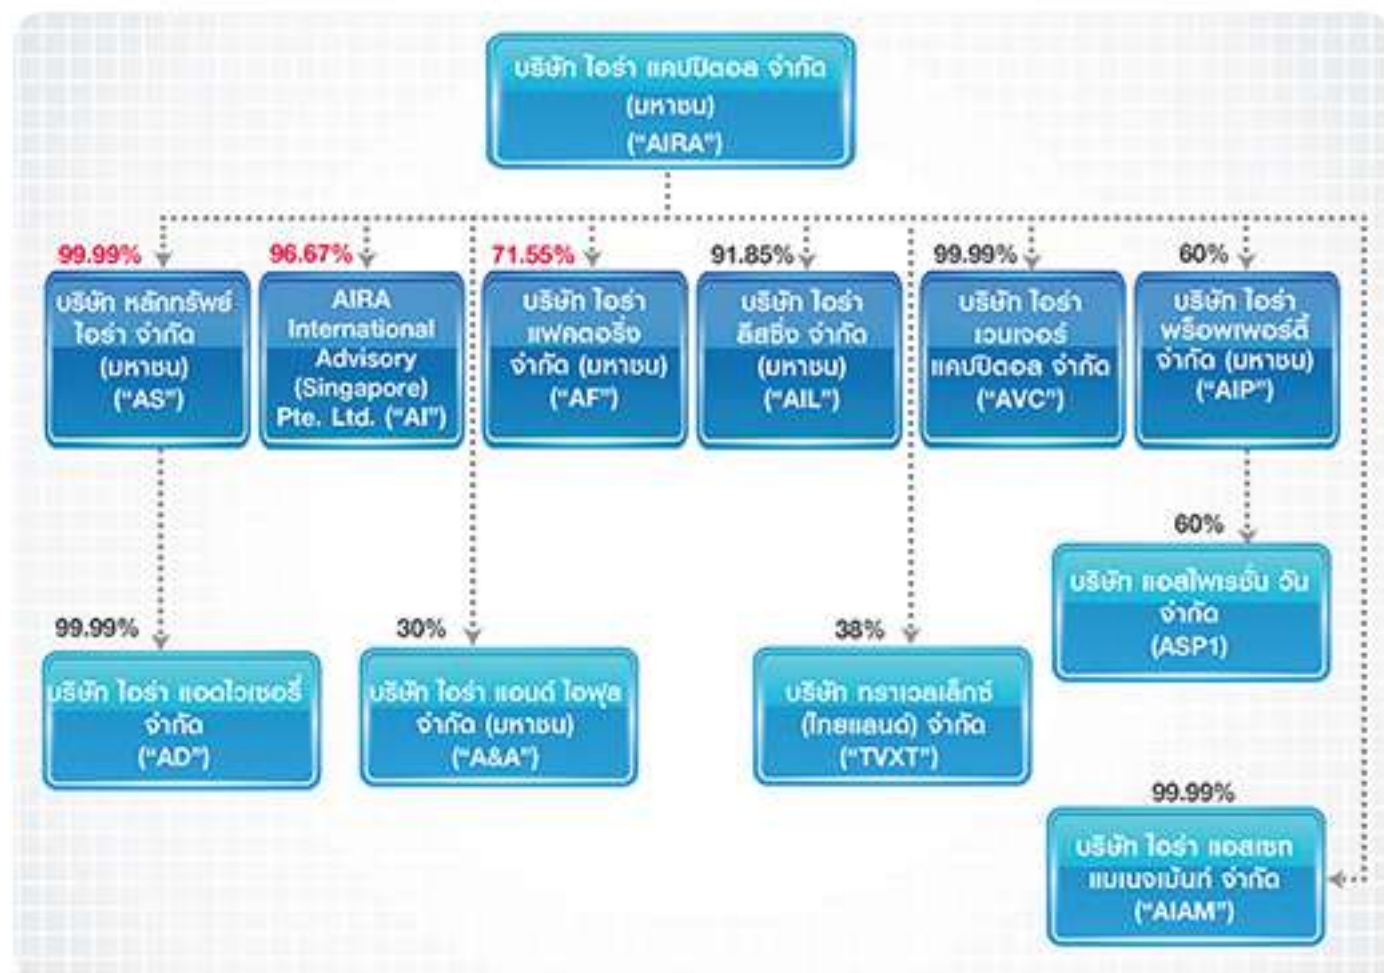 บริษัท ไอร่า แคปปิตอล จำกัด
(มหาชน)
("AIRA")
99.99%
บริษัท หลักทรัพย์
ไอร่า จำกัด
(มหาชน)
("AS")
96.67%
AIRA
International
Advisory
(Singapore)
Pte. Ltd. ("AI")
71.55%
บริษัท ไอร่า
แฟคตอริ่ง
จำกัด (มหาชน)
("AF")
91.85%
บริษัท ไอร่า
ลีสซิ่ง จำกัด
(มหาชน)
("AIL")
99.99%
บริษัท ไอร่า
เวนเจอร์
แคปปิตอล จำกัด
("AVC")
60%
บริษัท ไอร่า
พร็อพเพอร์ตี้
จำกัด (มหาชน)
("AIP")
60%
บริษัท แอสไพเรชั่น วัน
จำกัด
(ASP1)
99.99%
บริษัท ไอร่า แอดไวเซอรี่
จำกัด
("AD")
30%
บริษัท ไอร่า แอนด์ ไอฟุล
จำกัด (มหาชน)
("A&A")
38%
บริษัท ทราเวลเล็กซ์
(ไทยแลนด์) จำกัด
("TVXT")
99.99%
บริษัท ไอร่า แอสเซท
แมเนจเม้นท์ จำกัด
("AIAM")